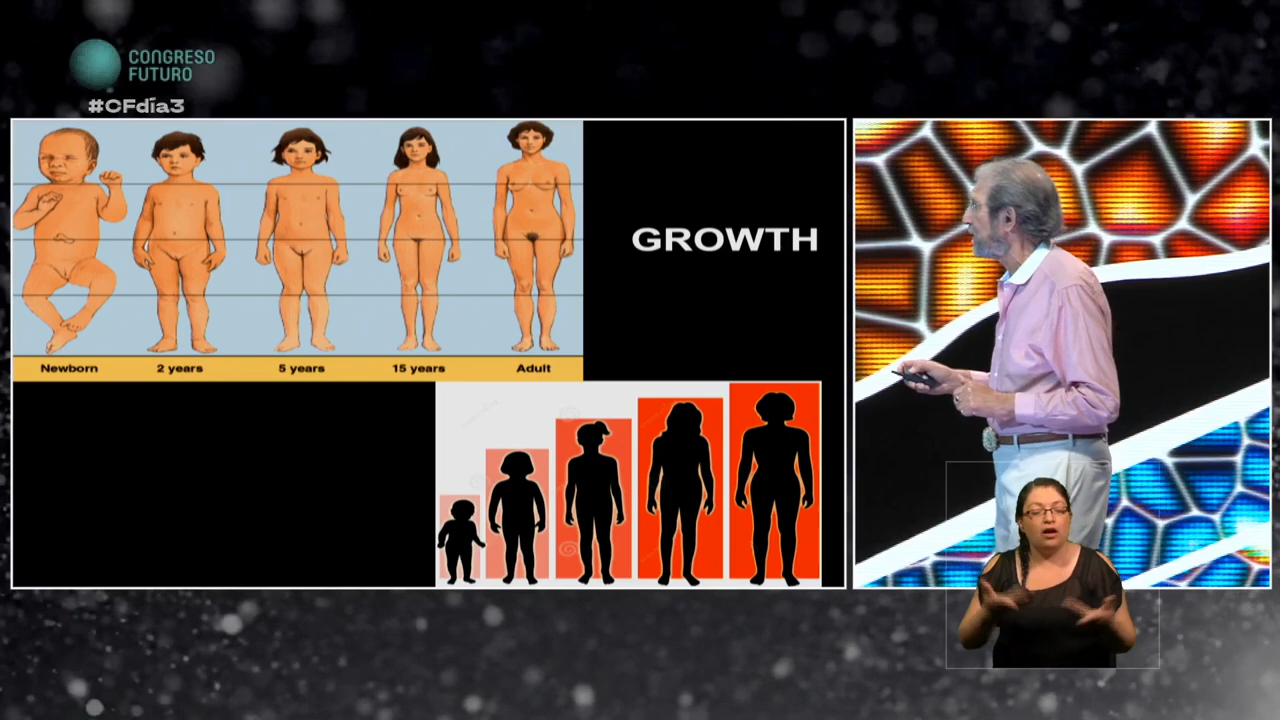 CONGRESO
FUTURO
#CFdía3
GROWTH
Newborn
2 years
5 years
15 years
Adult